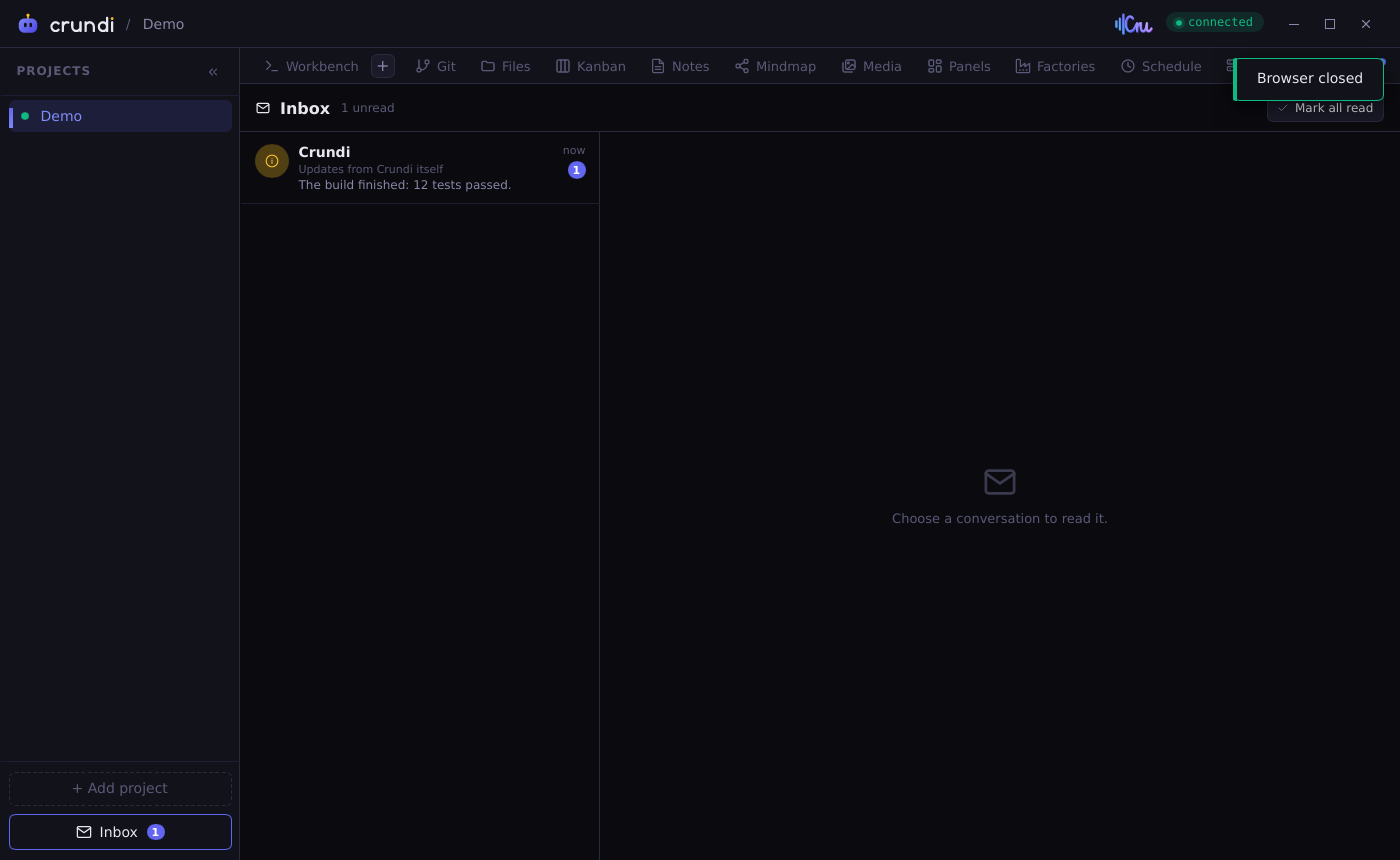 crundi / Demo
Cru
connected
PROJECTS «
Demo
+ Add project
Inbox 1
Workbench + Git Files Kanban Notes Mindmap Media Panels Factories Schedule
Browser closed
Inbox 1 unread
Mark all read
Crundi now
Updates from Crundi itself 1
The build finished: 12 tests passed.
Choose a conversation to read it.